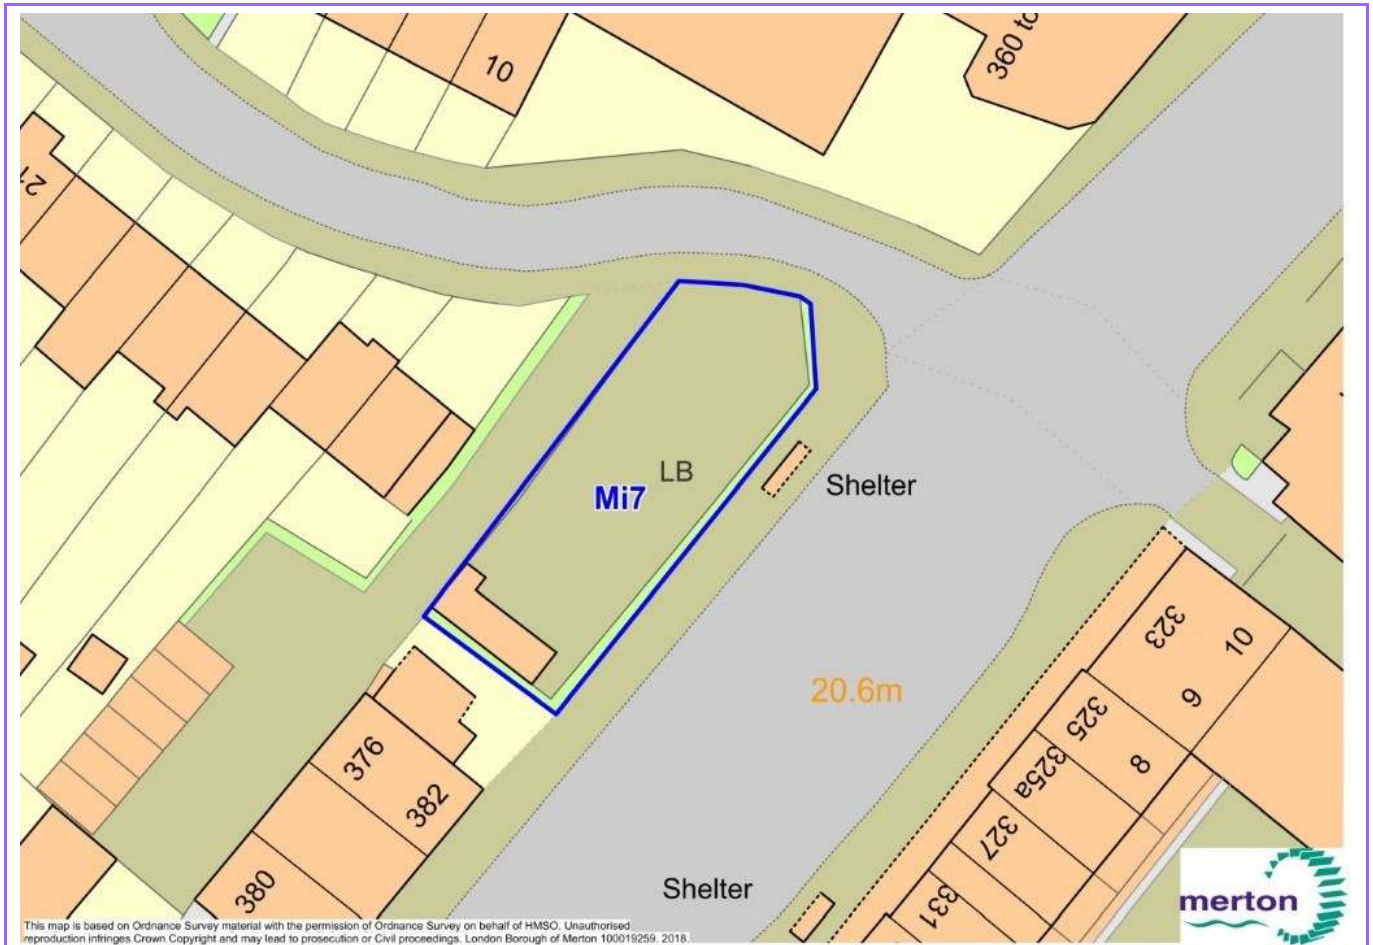 10
360 to
21
LB
Mi7
Shelter
20.6m
323
10
9
325
8
325a
376
382
327
380
331
Shelter
merton
This map is based on Ordnance Survey material with the permission of Ordnance Survey on behalf of HMSO. Unauthorised
reproduction infringes Crown Copyright and may lead to prosecution or Civil proceedings. London Borough of Merton 100019259. 2018.